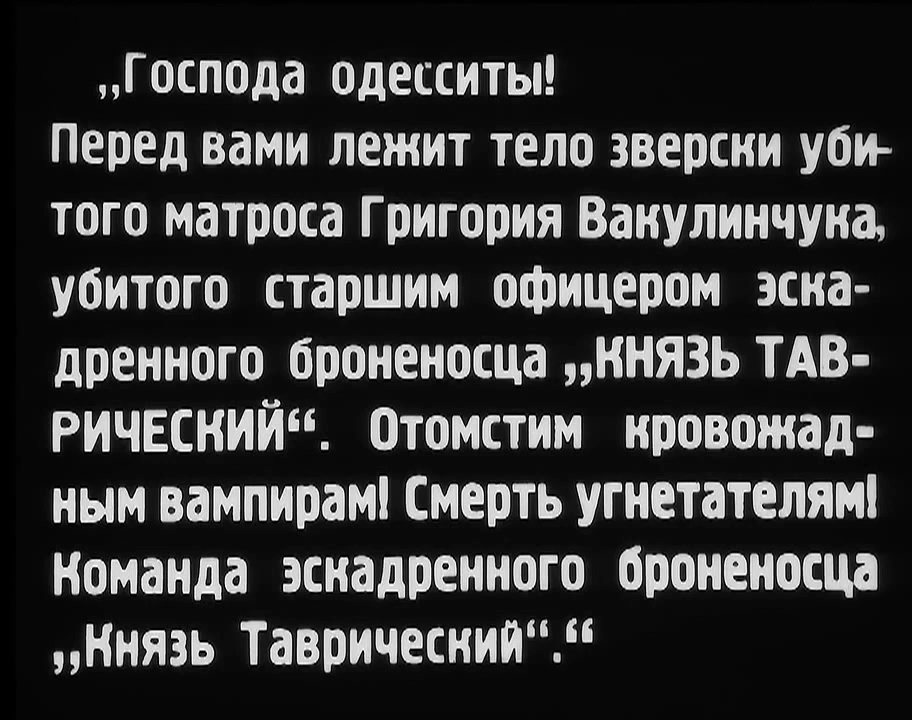 „Господа одесситы!
Перед вами лежит тело зверски уби-
того матроса Григория Вакулинчука,
убитого старшим офицером эска-
дренного броненосца „КНЯЗЬ ТАВ-
РИЧЕСКИЙ“. Отомстим кровожад-
ным вампирам! Смерть угнетателям!
Команда эскадренного броненосца
„Князь Таврический“.“